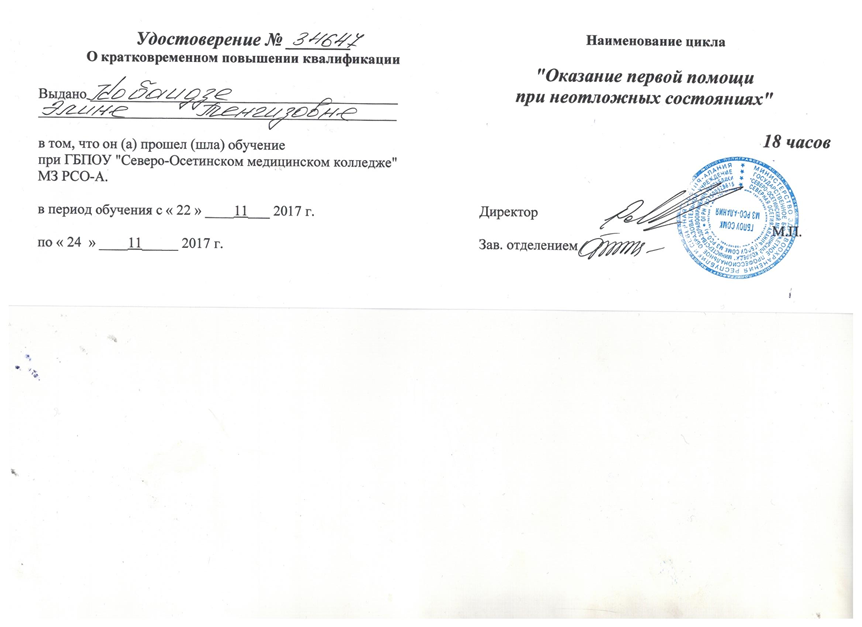 Удостоверение № 34647
О кратковременном повышении квалификации
Выдано Кобаидзе
Элине Тенгизовне
в том, что он (а) прошел (шла) обучение
при ГБПОУ "Северо-Осетинском медицинском колледже"
МЗ РСО-А.
в период обучения с « 22 » 11 2017 г.
по « 24 » 11 2017 г.
Наименование цикла
"Оказание первой помощи
при неотложных состояниях"
18 часов
Директор
Зав. отделением
М.П.
ГБПОУ СОМК
МЗ РСО-АЛАНИЯ